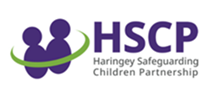 HSCP
Haringey Safeguarding
Children Partnership